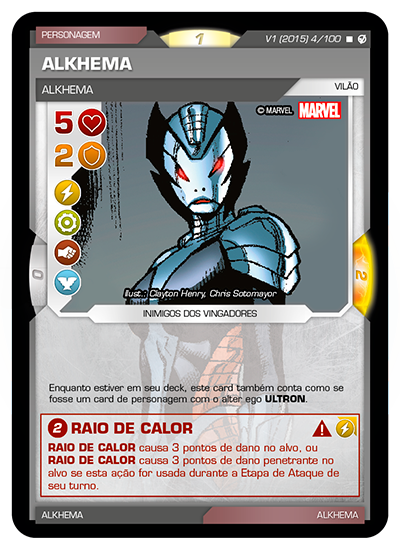 PERSONAGEM
1
V1 (2015) 4/100
ALKHEMA
ALKHEMA
VILÃO
© MARVEL MARVEL
5
2
0
2
Ilust.: Clayton Henry, Chris Sotomayor
INIMIGOS DOS VINGADORES
Enquanto estiver em seu deck, este card também conta como se
fosse um card de personagem com o alter ego ULTRON.
2 RAIO DE CALOR
RAIO DE CALOR causa 3 pontos de dano no alvo, ou
RAIO DE CALOR causa 3 pontos de dano penetrante no
alvo se esta ação for usada durante a Etapa de Ataque de
seu turno.
ALKHEMA
ALKHEMA